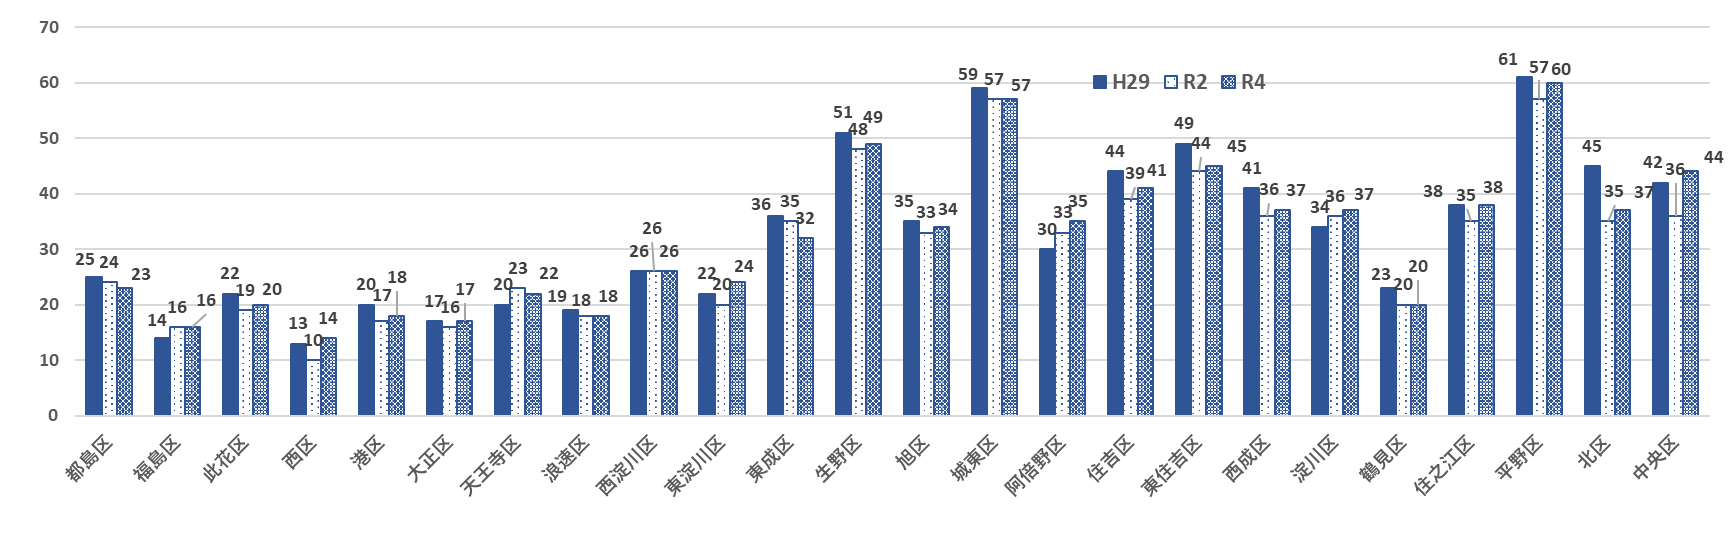 70
60
50
40
30
20
10
0
H29 R2 R4
25 24 23
14 16 16
22 19 20
13 10 14
20 17 18
17 16 17
20 23 22
19 18 18
26 26 26
22 20 24
36 35 32
51 48 49
35 33 34
59 57 57
30 33 35
44 39 41
49 44 45
41 36 37
34 36 37
23 20 20
38 35 38
61 57 60
45 35 37
42 36 44
都島区
福島区
此花区
西区
港区
大正区
天王寺区
浪速区
西淀川区
東淀川区
東成区
生野区
旭区
城東区
阿倍野区
住吉区
東住吉区
西成区
淀川区
鶴見区
住之江区
平野区
北区
中央区